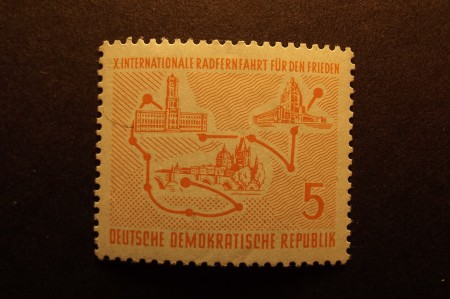 X. INTERNATIONALE RADFERNFAHRT FÜR DEN FRIEDEN
5
DEUTSCHE DEMOKRATISCHE REPUBLIK